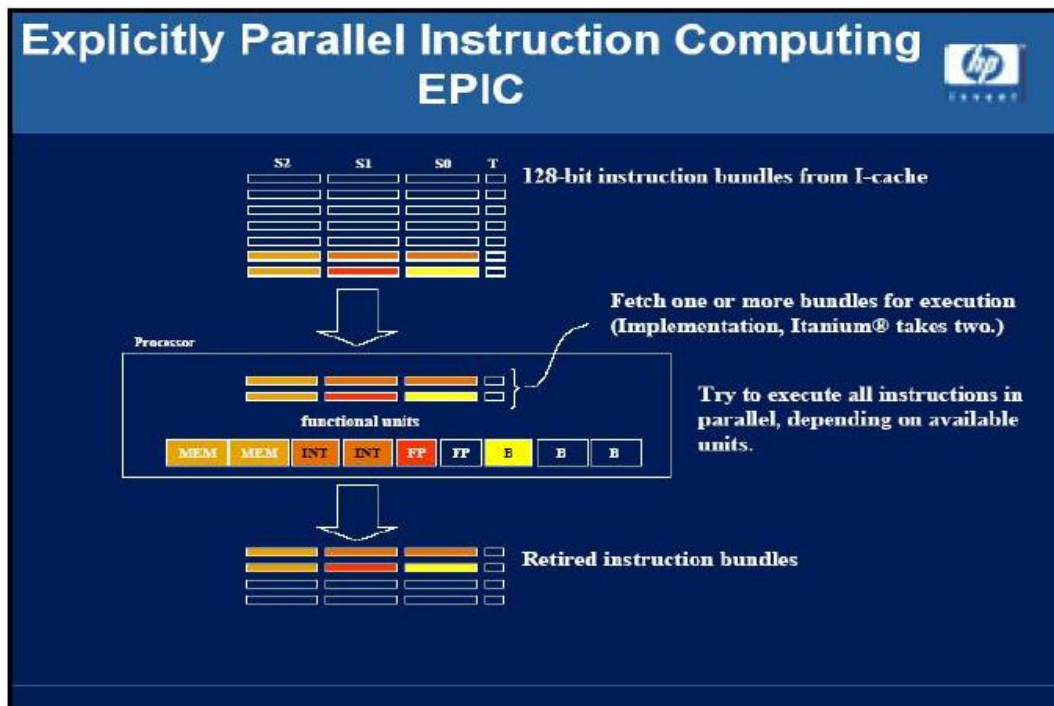 Explicitly Parallel Instruction Computing
EPIC
hp
invent
S2 S1 S0 T
128-bit instruction bundles from I-cache
Fetch one or more bundles for execution
(Implementation, Itanium® takes two.)
Processor
Try to execute all instructions in
parallel, depending on available
units.
functional units
MEM MEM INT INT FP FP B B B
Retired instruction bundles